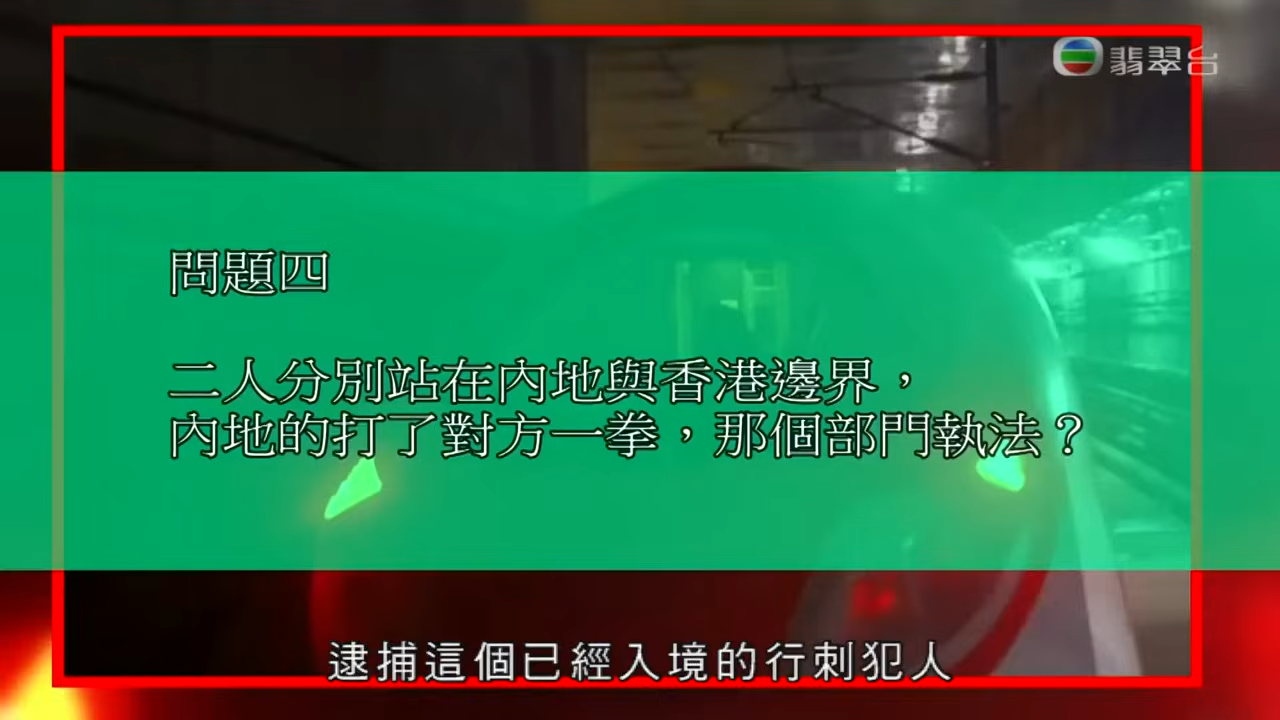 翡翠台
問題四
二人分別站在內地與香港邊界，
內地的打了對方一拳，那個部門執法？
逮捕這個已經入境的行刺犯人